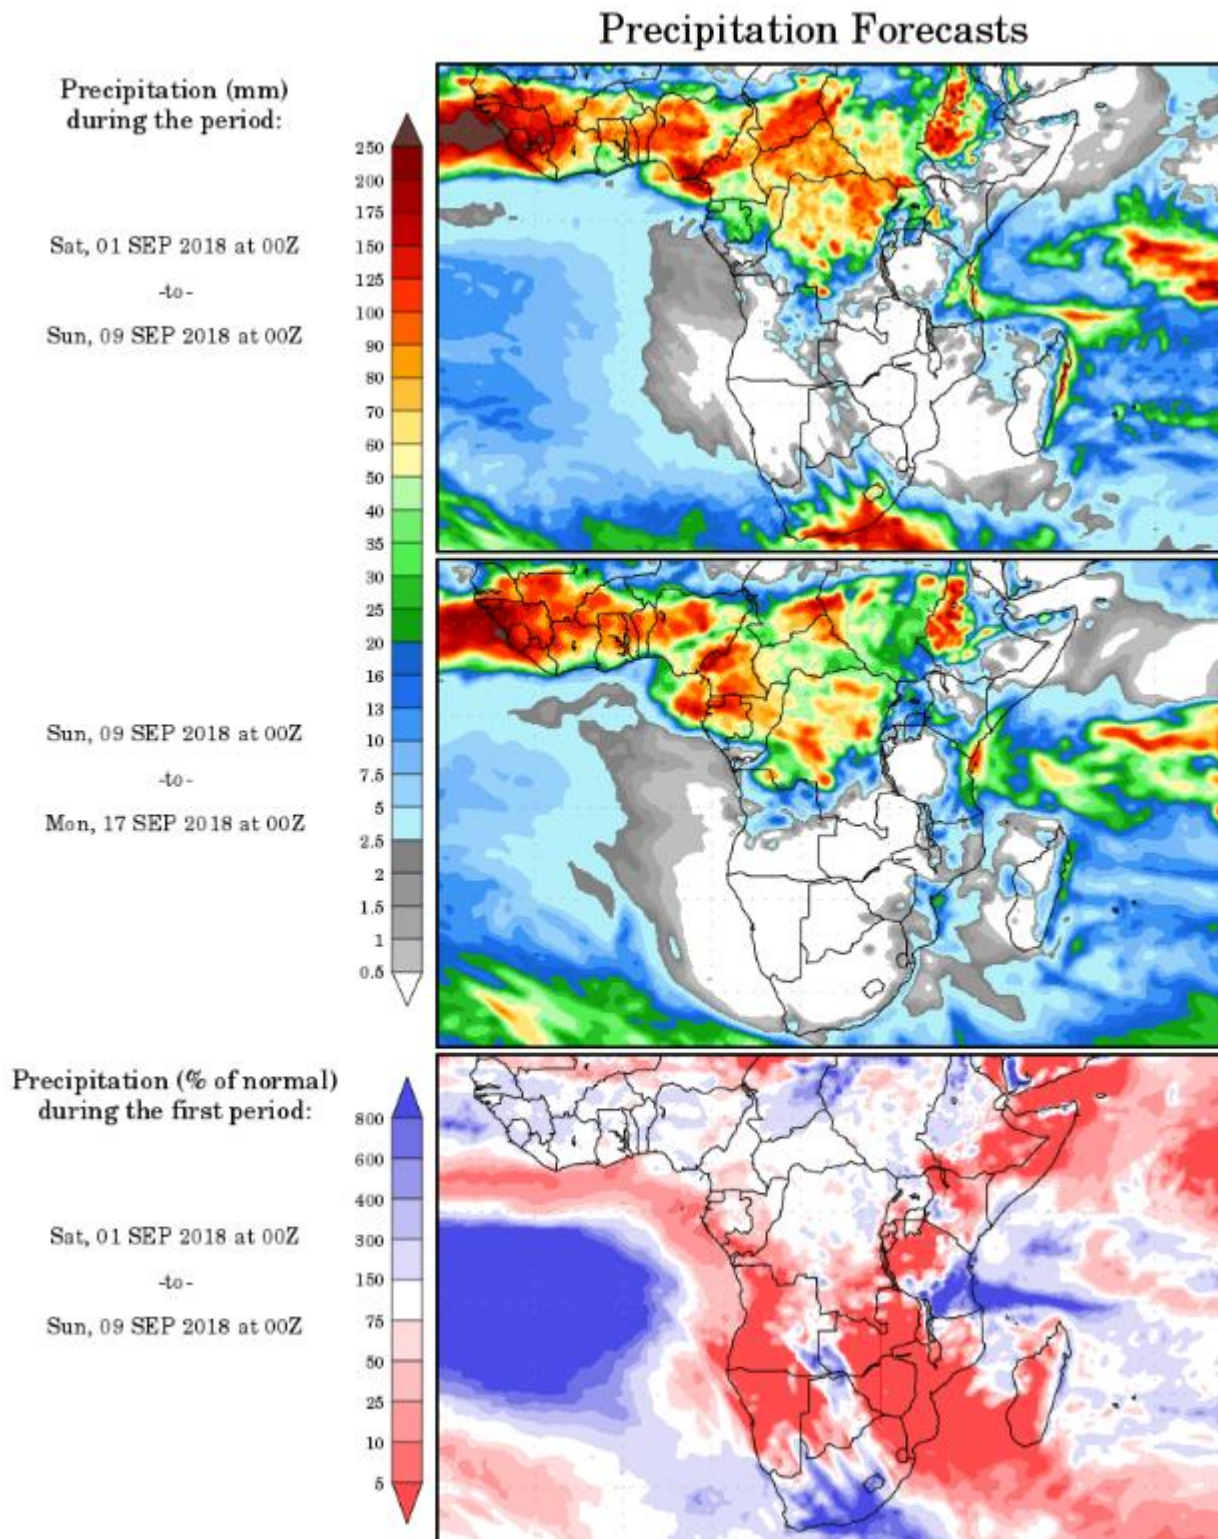 Precipitation Forecasts
Precipitation (mm)
during the period:
Sat, 01 SEP 2018 at 00Z
-to-
Sun, 09 SEP 2018 at 00Z
250
200
175
150
125
100
90
80
70
60
50
40
35
30
25
20
16
13
10
7.5
5
2.5
2
1.5
1
0.5
Sun, 09 SEP 2018 at 00Z
-to-
Mon, 17 SEP 2018 at 00Z
Precipitation (% of normal)
during the first period:
Sat, 01 SEP 2018 at 00Z
-to-
Sun, 09 SEP 2018 at 00Z
800
600
400
300
150
75
50
25
10
5